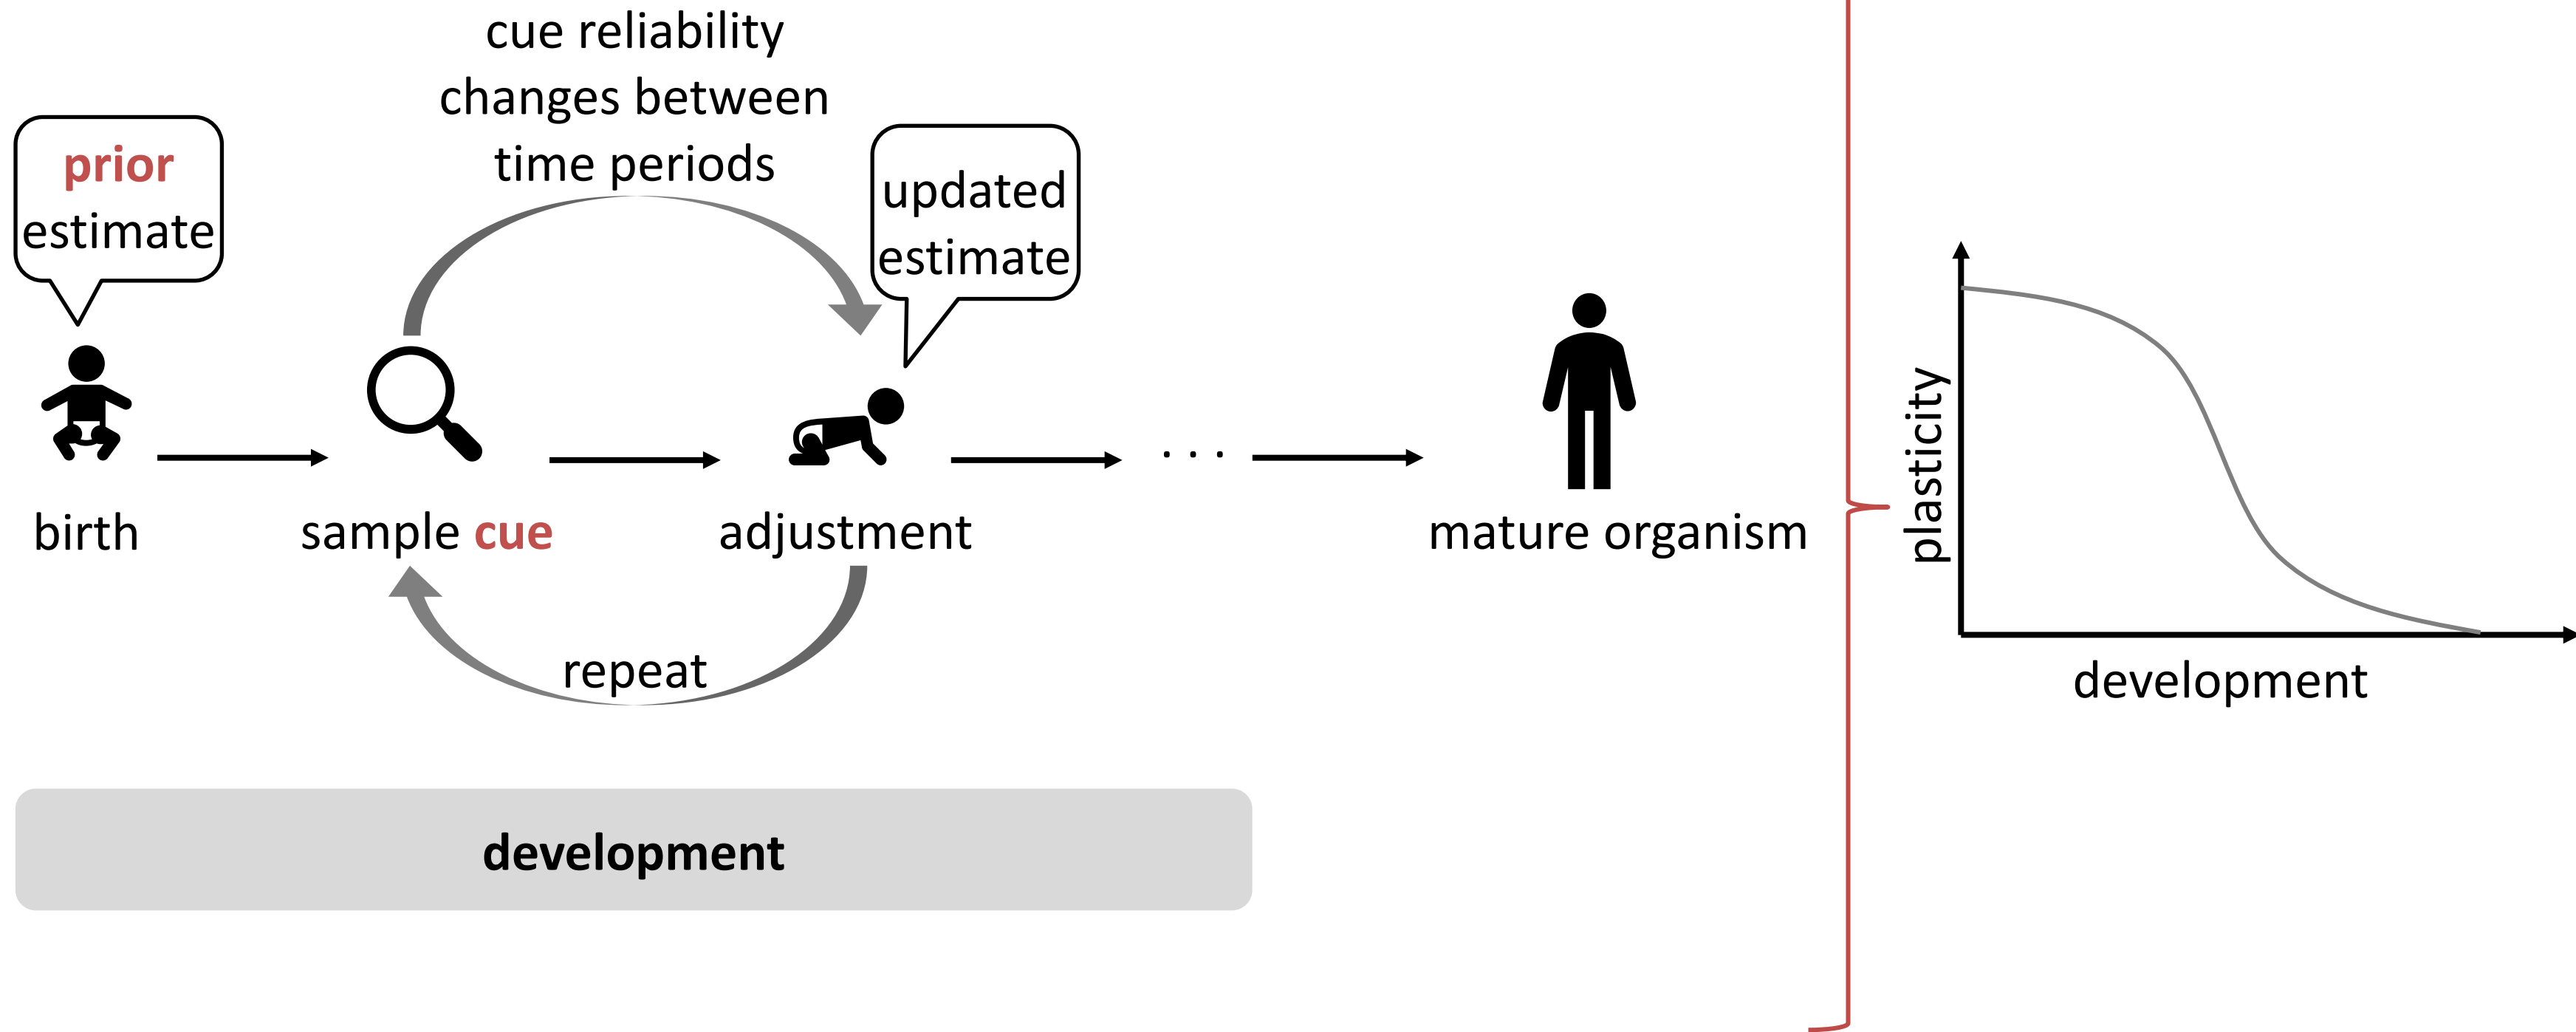 cue reliability
changes between
time periods
prior
estimate
updated
estimate
birth
sample cue
adjustment
. . .
mature organism
repeat
development
plasticity
development